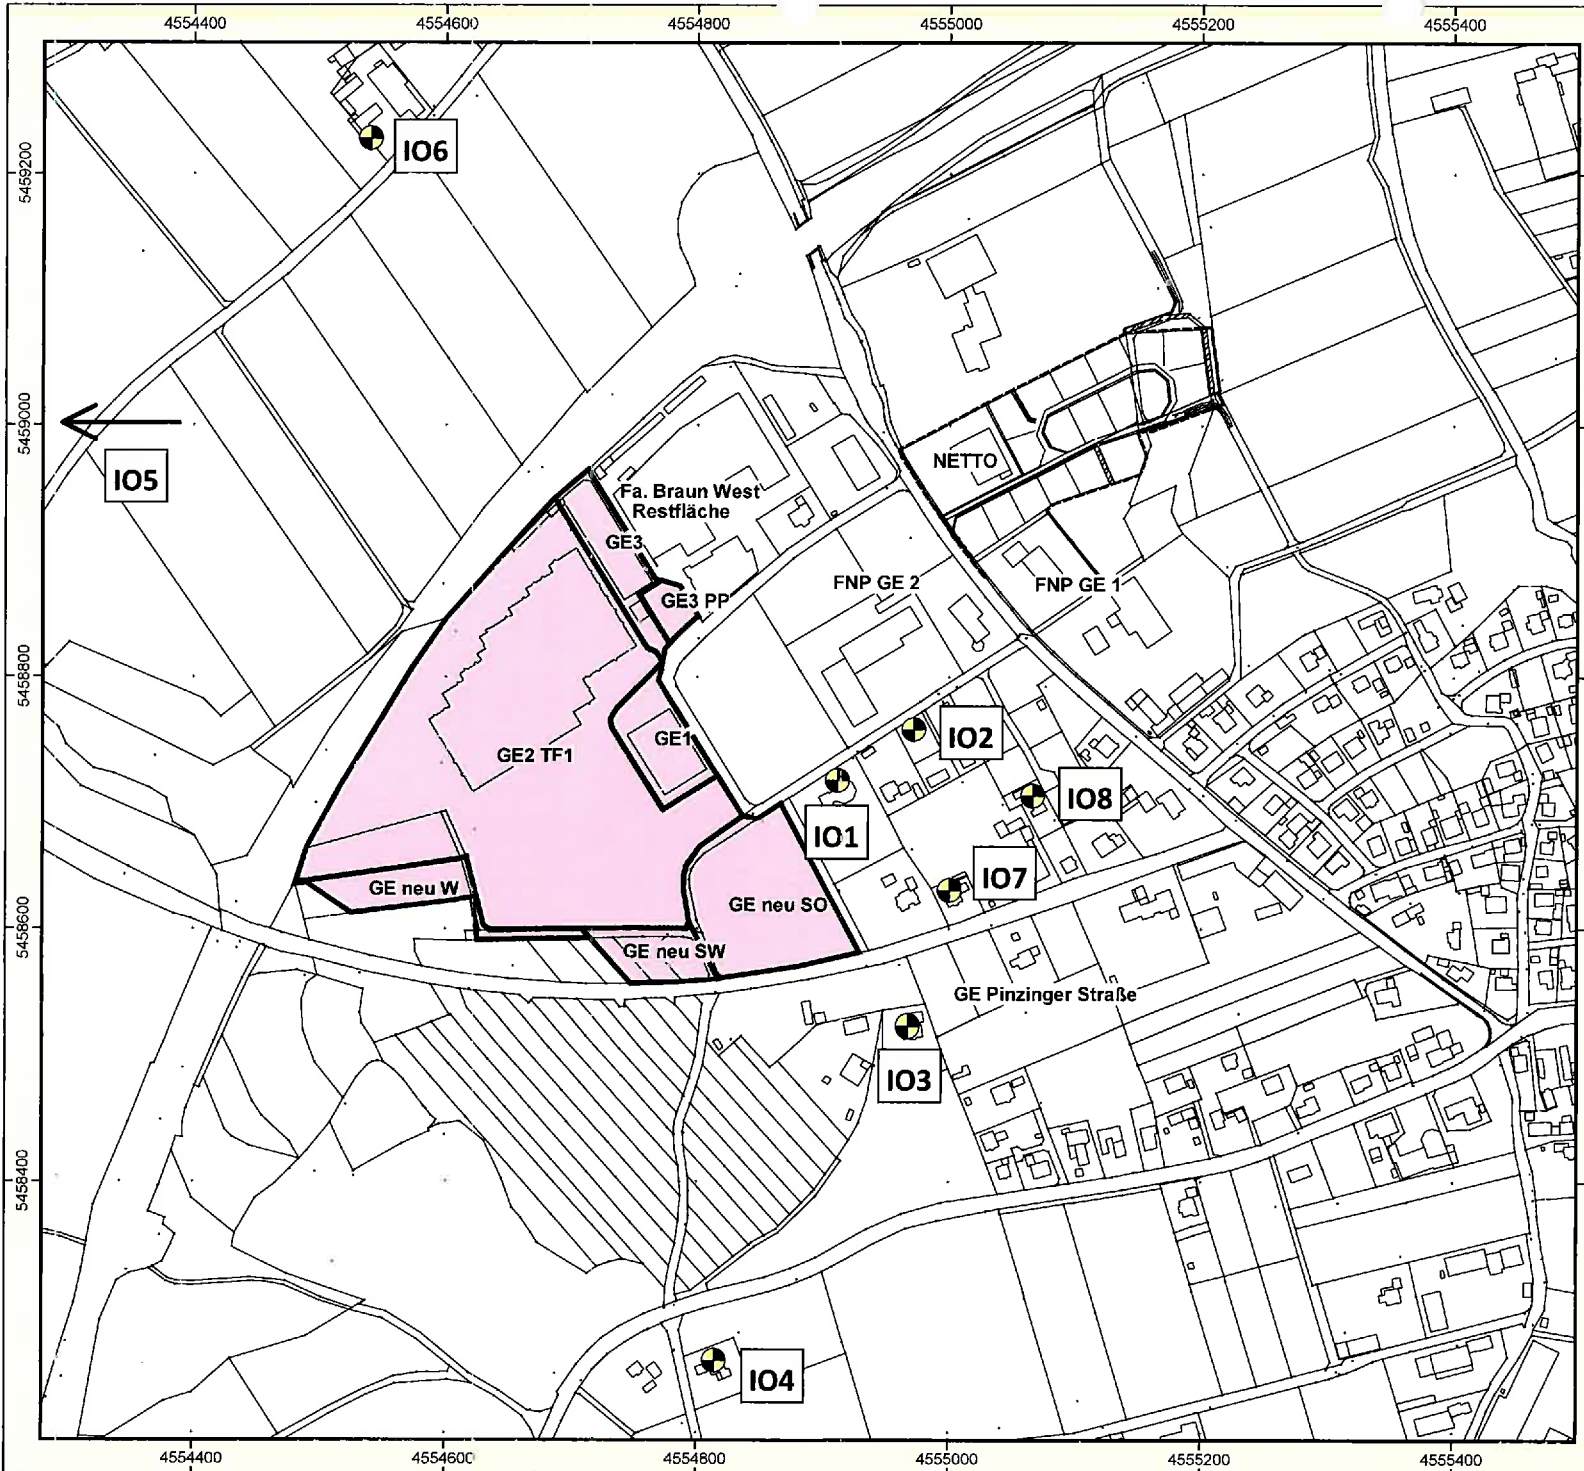 4554400 4554600 4554800 4555000 4555200 4555400
IO6
5459200
5459000
IO5
NETTO
Fa. Braun West
Restfläche
GE3
GE3 PP
FNP GE 2
FNP GE 1
5458800
GE2 TF1
GE1
IO2
IO8
IO1
IO7
GE neu W
GE neu SO
5458600
GE neu SW
GE Pinzinger Straße
IO3
5458400
IO4
4554400 4554600 4554800 4555000 4555200 4555400